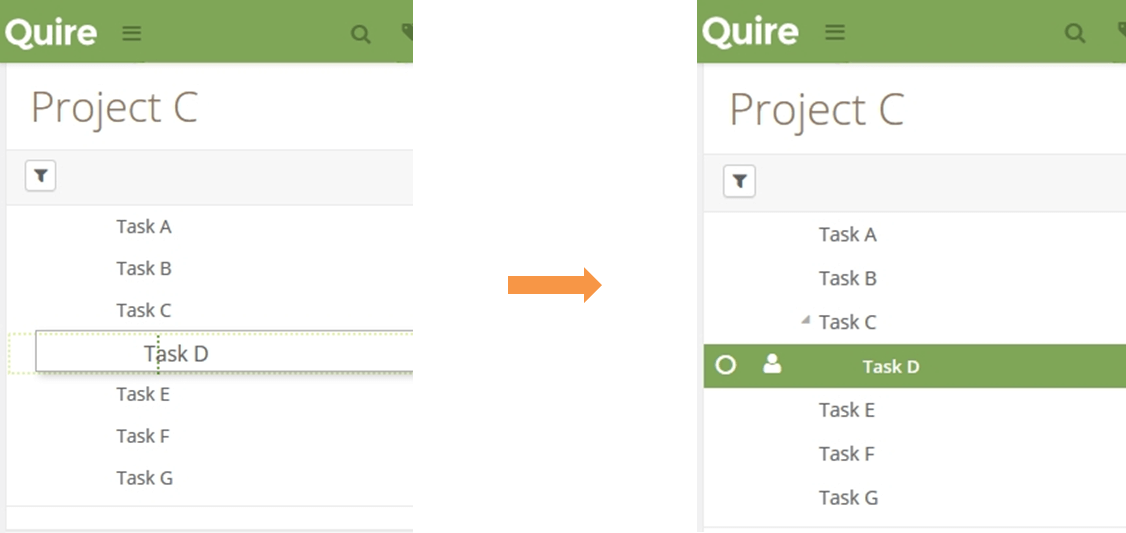 Quire
Project C
Task A
Task B
Task C
Task D
Task E
Task F
Task G
Quire
Project C
Task A
Task B
Task C
Task D
Task E
Task F
Task G